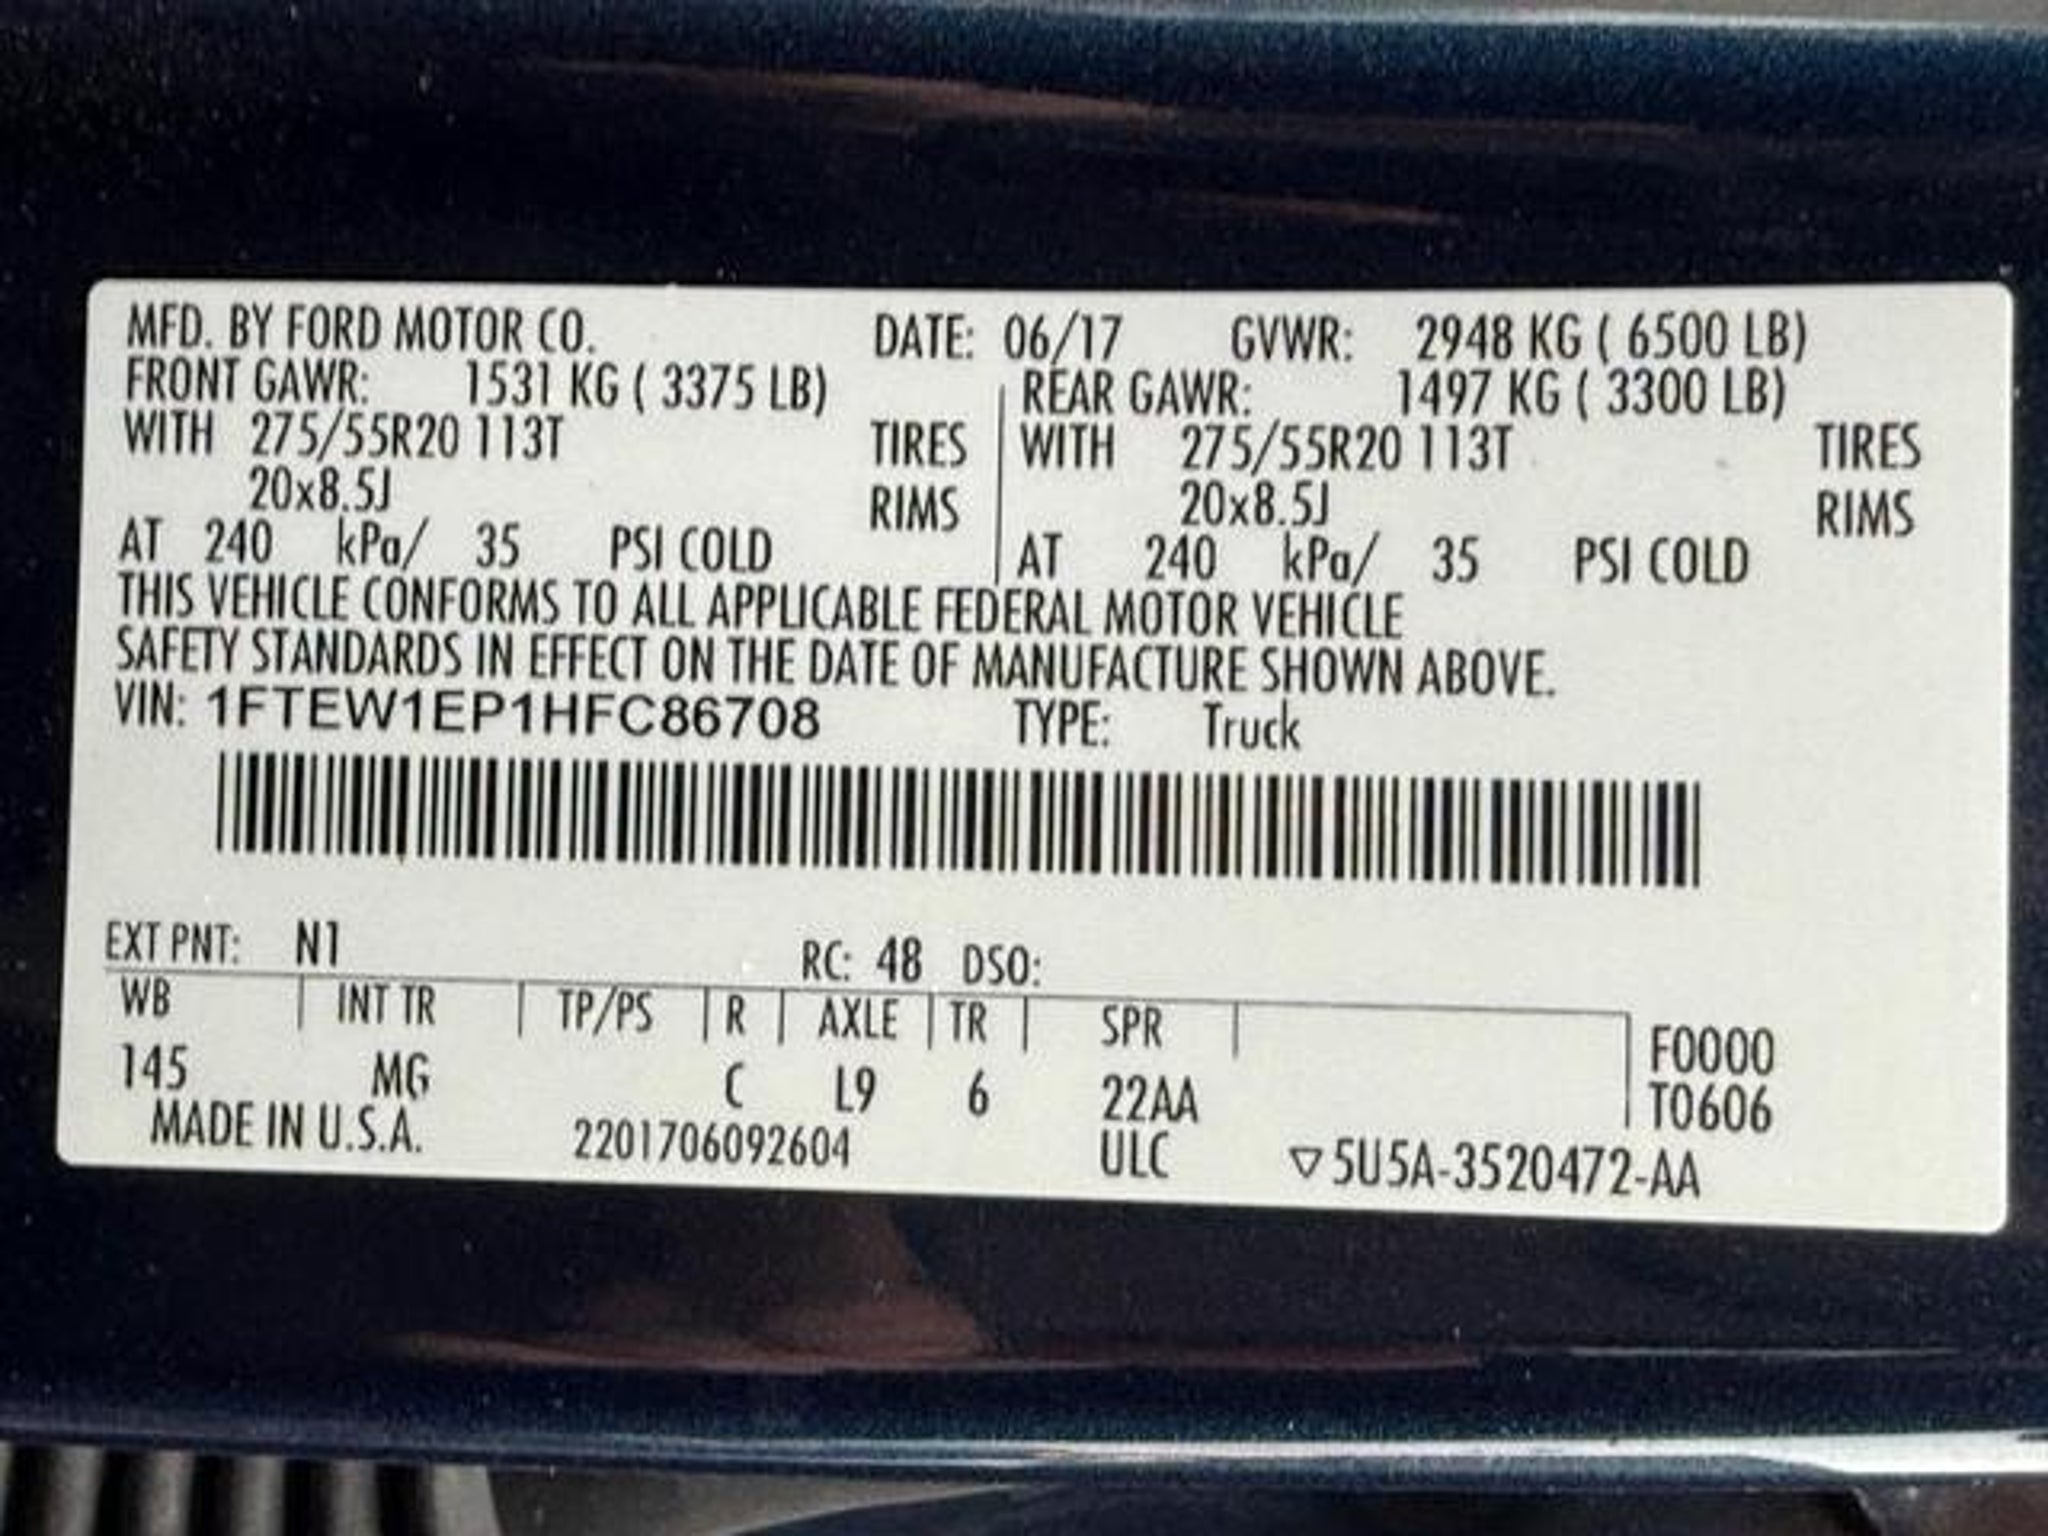 MFD. BY FORD MOTOR CO. DATE: 06/17 GVWR: 2948 KG ( 6500 LB)
FRONT GAWR: 1531 KG ( 3375 LB) REAR GAWR: 1497 KG ( 3300 LB)
WITH 275/55R20 113T TIRES WITH 275/55R20 113T TIRES
20x8.5J RIMS 20x8.5J RIMS
AT 240 kPa/ 35 PSI COLD AT 240 kPa/ 35 PSI COLD
THIS VEHICLE CONFORMS TO ALL APPLICABLE FEDERAL MOTOR VEHICLE
SAFETY STANDARDS IN EFFECT ON THE DATE OF MANUFACTURE SHOWN ABOVE.
VIN: 1FTEW1EP1HFC86708 TYPE: Truck
EXT PNT: N1 RC: 48 DSO:
WB INT TR TP/PS R AXLE TR SPR F0000
145 MG C L9 6 22AA T0606
MADE IN U.S.A. 2201706092604 ULC ▽5U5A-3520472-AA